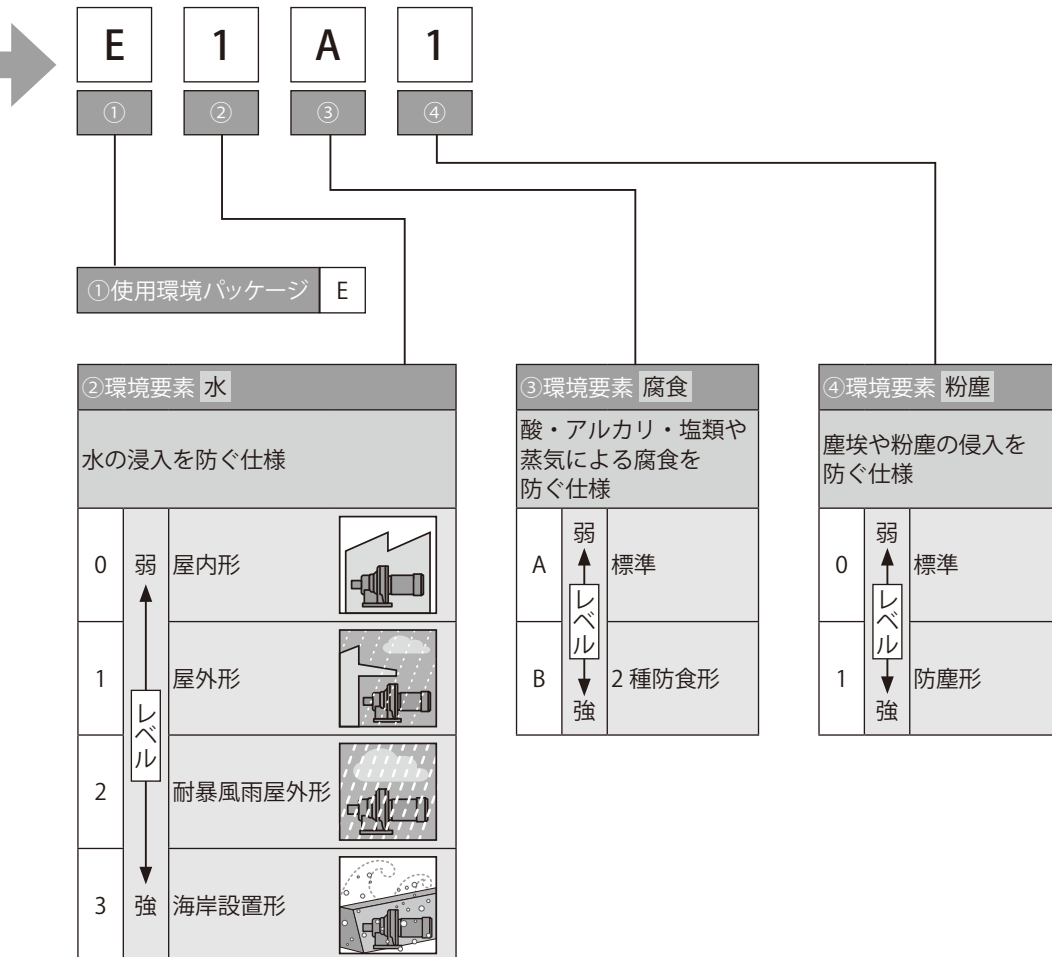 E 1 A 1
① ② ③ ④
①使用環境パッケージ E
②環境要素 水
水の浸入を防ぐ仕様
0 弱 屋内形
1 屋外形
レベル
2 耐暴風雨屋外形
3 強 海岸設置形
③環境要素 腐食
酸・アルカリ・塩類や
蒸気による腐食を
防ぐ仕様
弱
A 標準
レベル
B 2種防食形
強
④環境要素 粉塵
塵埃や粉塵の侵入を
防ぐ仕様
弱
0 標準
レベル
1 防塵形
強